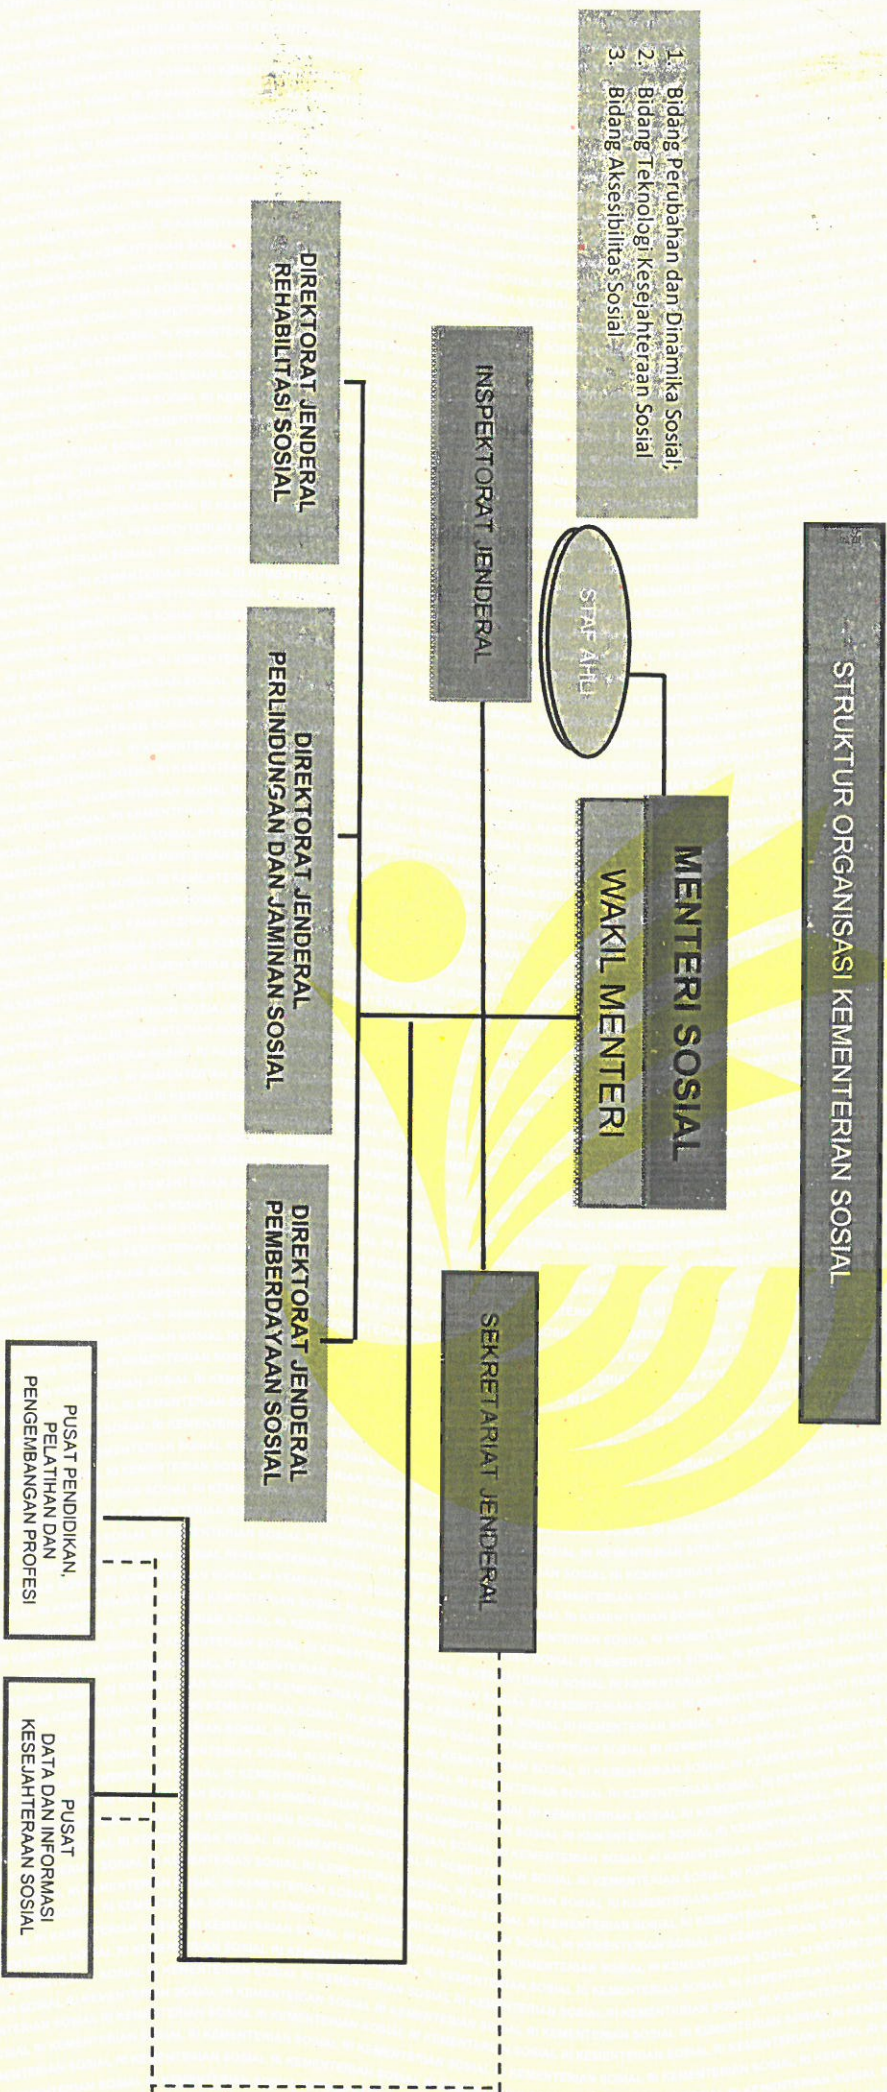 STRUKTUR ORGANISASI KEMENTERIAN SOSIAL
MENTERI SOSIAL
WAKIL MENTERI
STAF AHLI
1. Bidang Perubahan dan Dinamika Sosial;
2. Bidang Teknologi Kesejahteraan Sosial
3. Bidang Aksesibilitas Sosial
INSPEKTORAT JENDERAL
SEKRETARIAT JENDERAL
DIREKTORAT JENDERAL
REHABILITASI SOSIAL
DIREKTORAT JENDERAL
PERLINDUNGAN DAN JAMINAN SOSIAL
DIREKTORAT JENDERAL
PEMBERDAYAAN SOSIAL
PUSAT PENDIDIKAN,
PELATIHAN DAN
PENGEMBANGAN PROFESI
PUSAT
DATA DAN INFORMASI
KESEJAHTERAAN SOSIAL